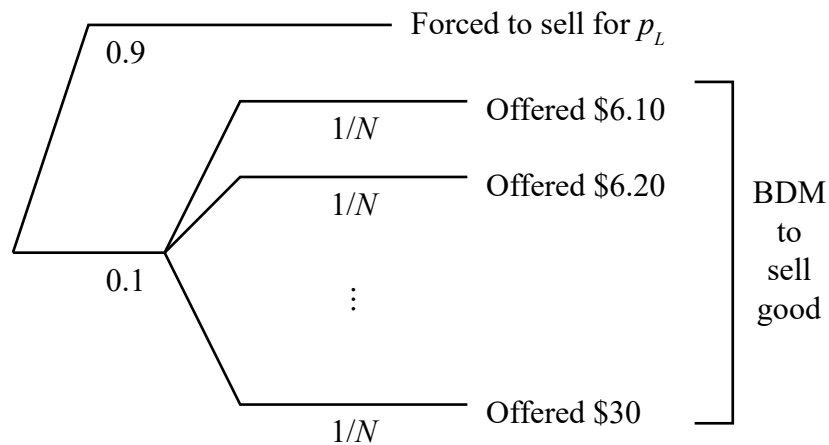 Forced to sell for p_L
0.9
Offered $6.10
1/N
Offered $6.20
1/N
BDM
to
sell
good
0.1
⋮
Offered $30
1/N